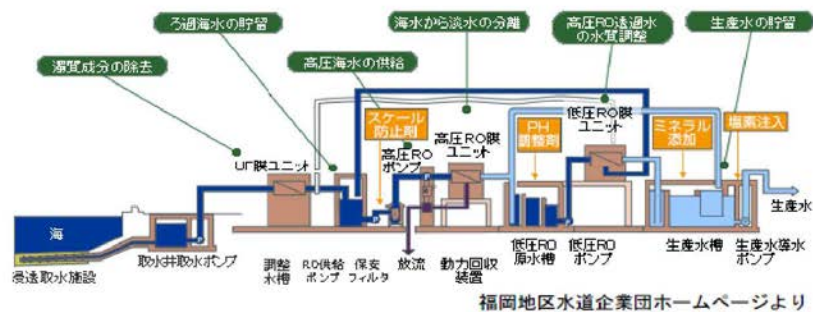 ろ過海水の貯留
海水から淡水の分離
高圧RO透過水
の水質調整
生産水の貯留
濁質成分の除去
高圧海水の供給
スケール
防止剤
低圧RO膜
ユニット
UF膜ユニット
高圧RO
ポンプ
高圧RO膜
ユニット
PH
調整剤
ミネラル
添加
塩素注入
海
生産水
浸透取水施設
取水井取水ポンプ
調整
水槽
RO供給
ポンプ
保安
フィルタ
放流
動力回収
装置
低圧RO
原水槽
低圧RO
ポンプ
生産水槽
生産水導水
ポンプ
福岡地区水道企業団ホームページより